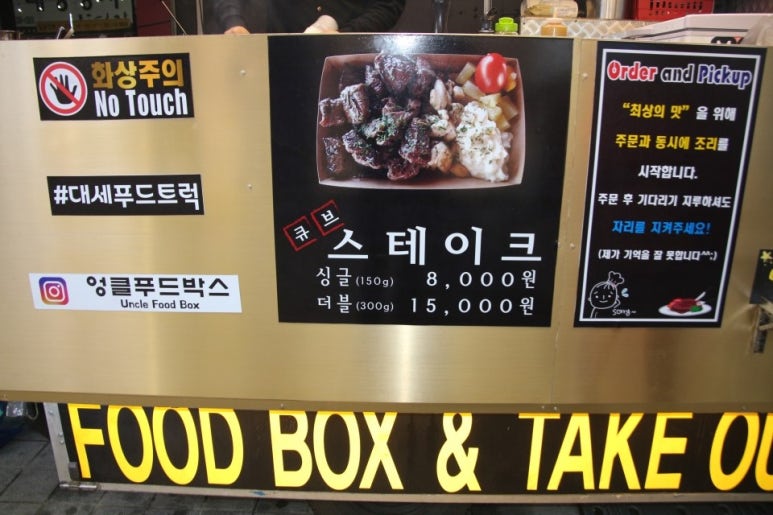 화상주의
No Touch
#대세푸드트럭
엉클푸드박스
Uncle Food Box
큐브
스테이크
싱글 (150g) 8,000원
더블 (300g) 15,000원
Order and Pickup
“최상의 맛” 을 위해
주문과 동시에 조리를
시작합니다.
주문 후 기다리기 지루하셔도
자리를 지켜주세요!
(제가 기억을 잘 못합니다^^;)
song~
FOOD BOX & TAKE OU